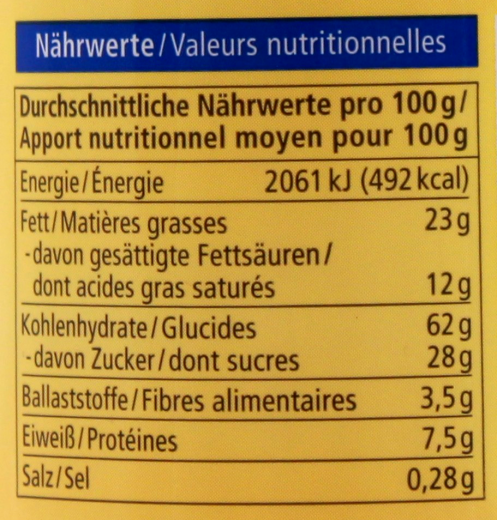 Nährwerte/Valeurs nutritionnelles
Durchschnittliche Nährwerte pro 100g/
Apport nutritionnel moyen pour 100g
Energie/Énergie 2061 kJ (492 kcal)
Fett/Matières grasses 23g
-davon gesättigte Fettsäuren/
dont acides gras saturés 12g
Kohlenhydrate/Glucides 62g
-davon Zucker/dont sucres 28g
Ballaststoffe/Fibres alimentaires 3,5g
Eiweiß/Protéines 7,5g
Salz/Sel 0,28g